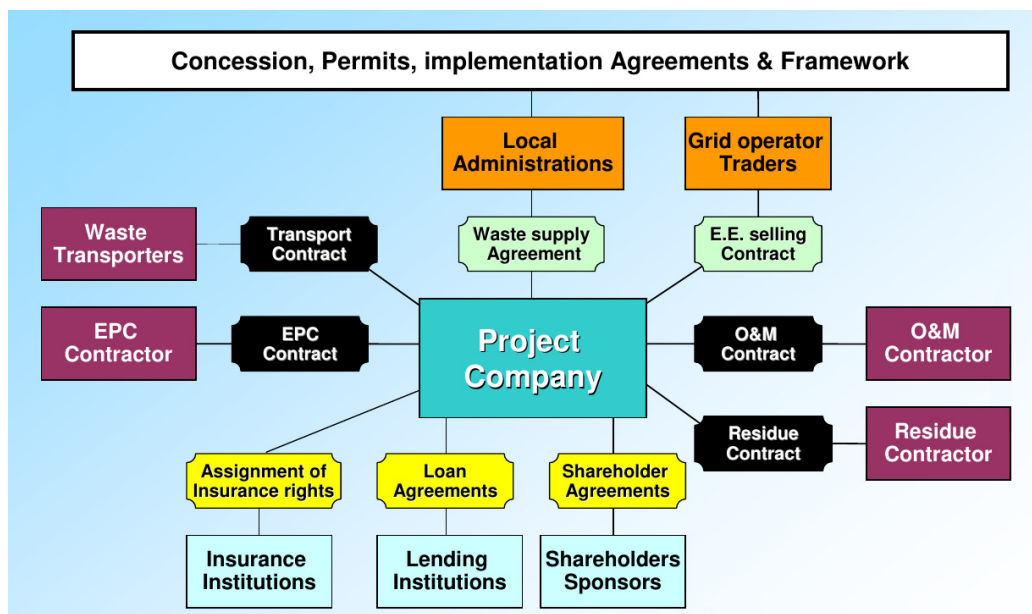 Concession, Permits, implementation Agreements & Framework
Local
Administrations
Grid operator
Traders
Waste
Transporters
Transport
Contract
Waste supply
Agreement
E.E. selling
Contract
EPC
Contractor
EPC
Contract
Project
Company
O&M
Contract
O&M
Contractor
Residue
Contract
Residue
Contractor
Assignment of
Insurance rights
Loan
Agreements
Shareholder
Agreements
Insurance
Institutions
Lending
Institutions
Shareholders
Sponsors